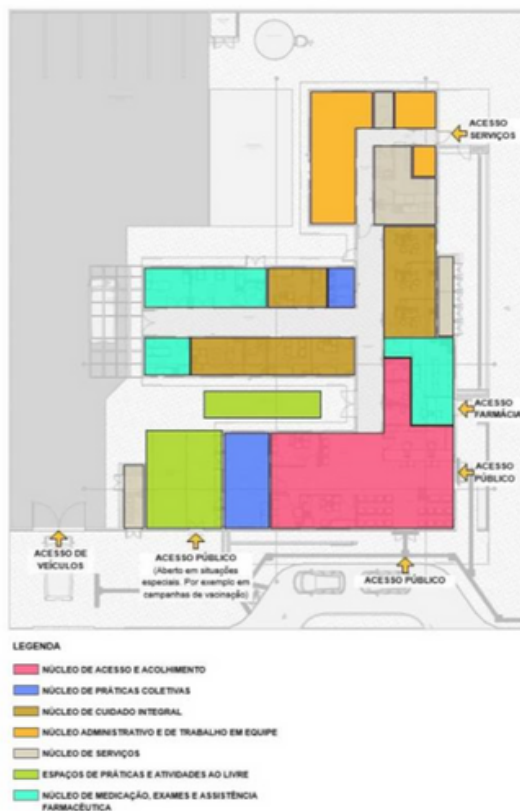 ACESSO
SERVIÇOS
ACESSO
FARMÁCIA
ACESSO
PÚBLICO
ACESSO DE
VEÍCULOS
ACESSO PÚBLICO
(Aberto em situações
especiais. Por exemplo em
campanhas de vacinação)
ACESSO PÚBLICO
LEGENDA
NÚCLEO DE ACESSO E ACOLHIMENTO
NÚCLEO DE PRÁTICAS COLETIVAS
NÚCLEO DE CUIDADO INTEGRAL
NÚCLEO ADMINISTRATIVO E DE TRABALHO EM EQUIPE
NÚCLEO DE SERVIÇOS
ESPAÇOS DE PRÁTICAS E ATIVIDADES AO LIVRE
NÚCLEO DE MEDICAÇÃO, EXAMES E ASSISTÊNCIA
FARMACÊUTICA